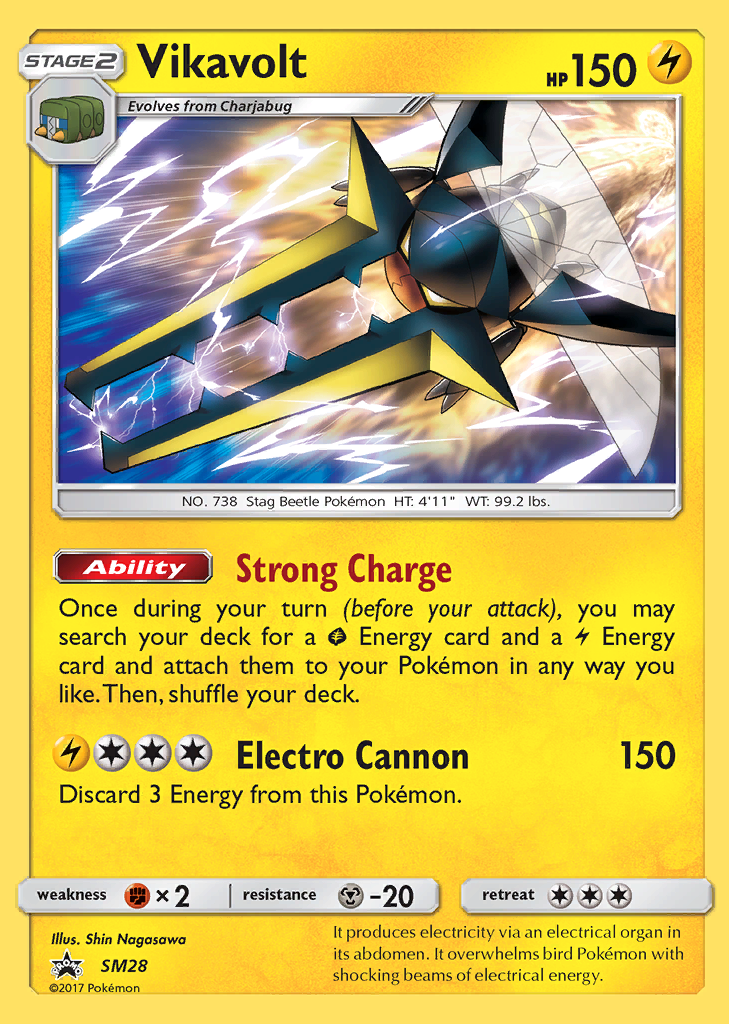 STAGE2 Vikavolt HP 150
Evolves from Charjabug
NO. 738 Stag Beetle Pokémon HT: 4'11" WT: 99.2 lbs.
Ability Strong Charge
Once during your turn (before your attack), you may
search your deck for a Energy card and a Energy
card and attach them to your Pokémon in any way you
like. Then, shuffle your deck.
Electro Cannon 150
Discard 3 Energy from this Pokémon.
weakness × 2 resistance -20 retreat
Illus. Shin Nagasawa
PROMO SM28
©2017 Pokémon
It produces electricity via an electrical organ in
its abdomen. It overwhelms bird Pokémon with
shocking beams of electrical energy.